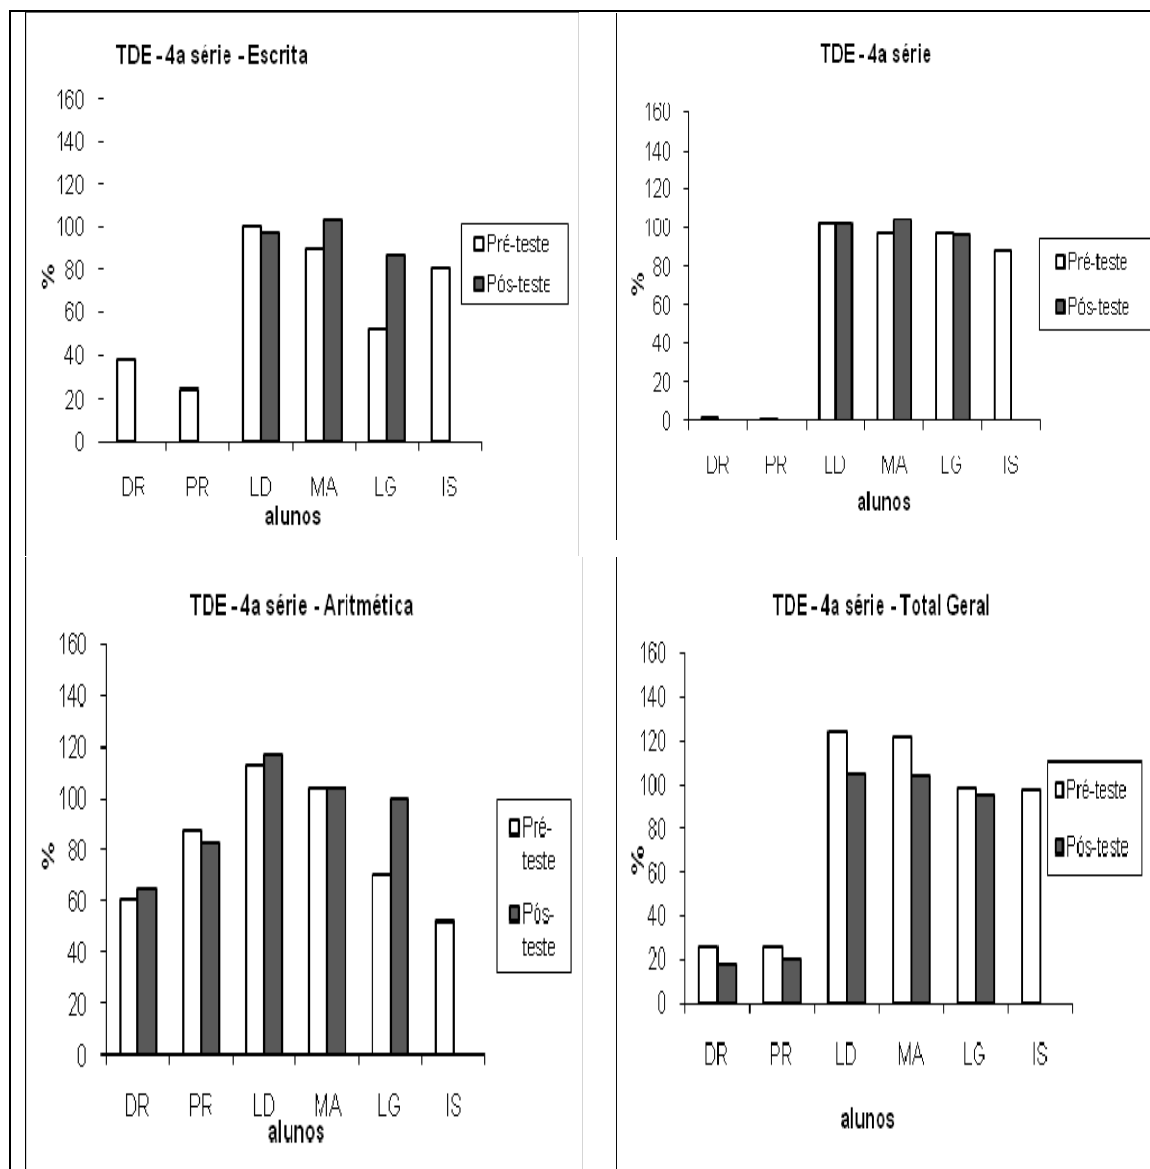 TDE - 4a série - Escrita
160
140
120
100
80
60
40
20
0
%
DR PR LD MA LG IS
alunos
Pré-teste
Pós-teste
TDE - 4a série
160
140
120
100
80
60
40
20
0
%
DR PR LD MA LG IS
alunos
Pré-teste
Pós-teste
TDE - 4a série - Aritmética
160
140
120
100
80
60
40
20
0
%
DR PR LD MA LG IS
alunos
Pré-
teste
Pós-
teste
TDE - 4a série - Total Geral
160
140
120
100
80
60
40
20
0
%
DR PR LD MA LG IS
alunos
Pré-teste
Pós-teste